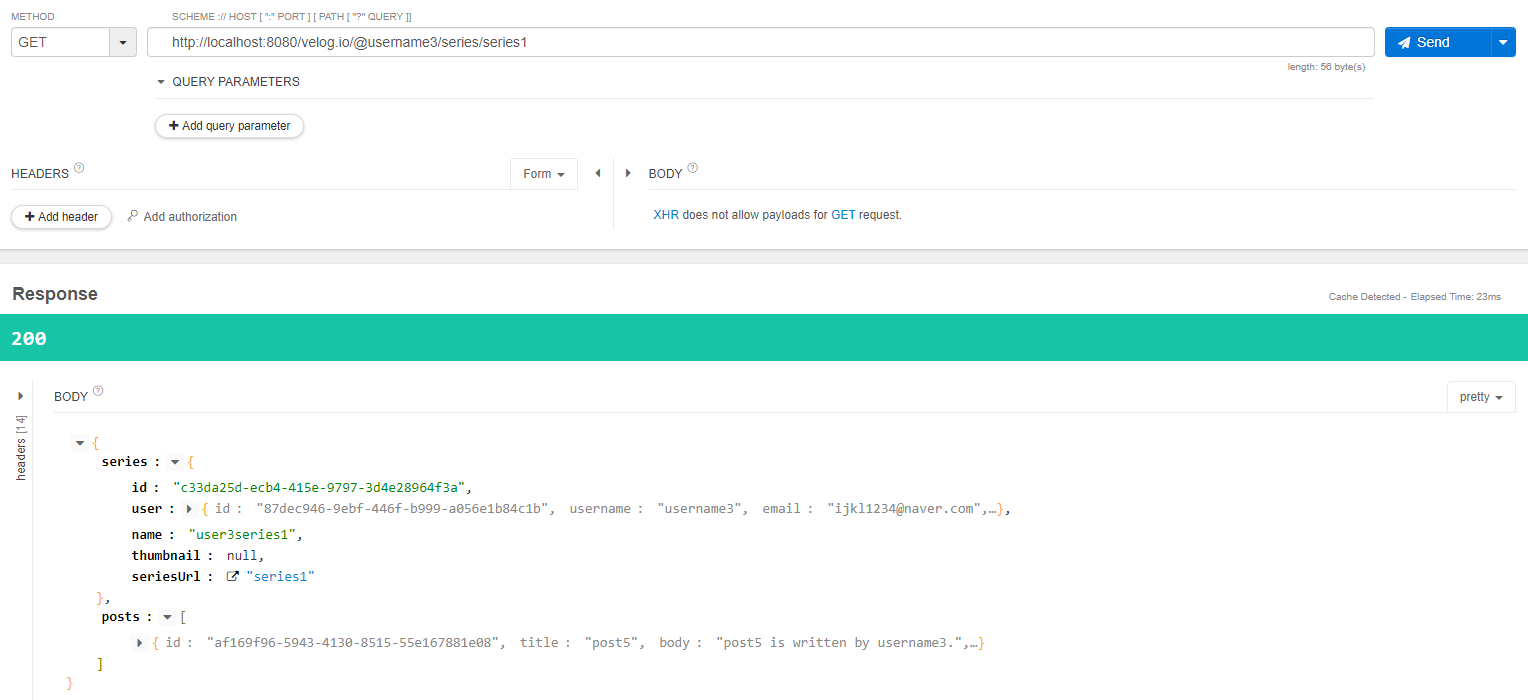 METHOD SCHEME :// HOST [ ":" PORT ] [ PATH [ "?" QUERY ]]
GET http://localhost:8080/velog.io/@username3/series/series1 Send
length: 56 byte(s)
QUERY PARAMETERS
+ Add query parameter
HEADERS ? Form BODY ?
+ Add header Add authorization XHR does not allow payloads for GET request.
Response Cache Detected - Elapsed Time: 23ms
200
BODY ? pretty
headers [14]
{
series : {
id : "c33da25d-ecb4-415e-9797-3d4e28964f3a",
user : { id : "87dec946-9ebf-446f-b999-a056e1b84c1b", username : "username3", email : "ijkl1234@naver.com",…},
name : "user3series1",
thumbnail : null,
seriesUrl : "series1"
},
posts : [
{ id : "af169f96-5943-4130-8515-55e167881e08", title : "post5", body : "post5 is written by username3.",…}
]
}